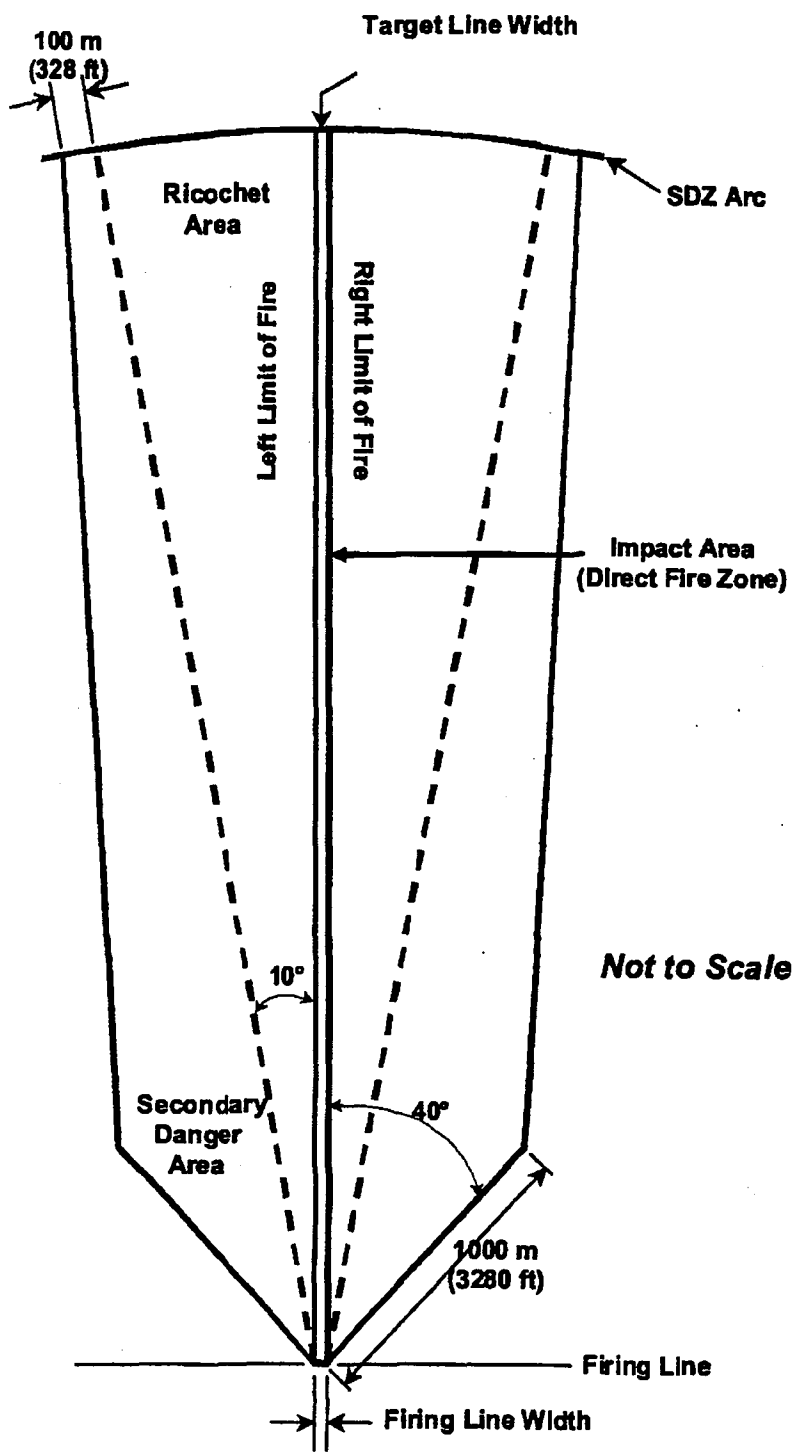 Target Line Width
100 m
(328 ft)
SDZ Arc
Ricochet
Area
Left Limit of Fire
Right Limit of Fire
Impact Area
(Direct Fire Zone)
Not to Scale
10°
Secondary
Danger
Area
40°
1000 m
(3280 ft)
Firing Line
Firing Line Width